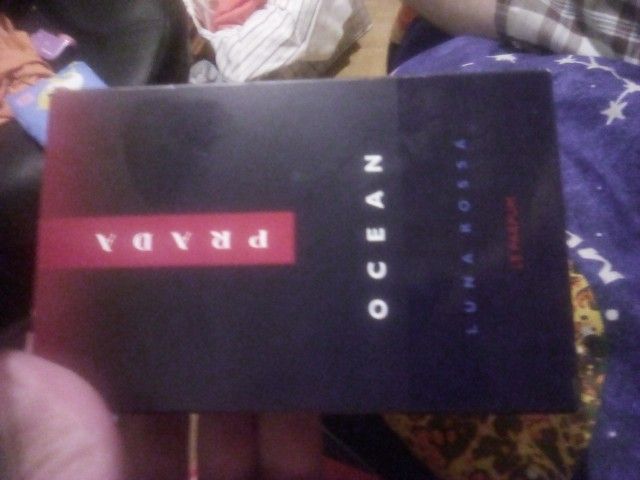 PRADA
OCEAN
LUNA ROSSA
LE PARFUM